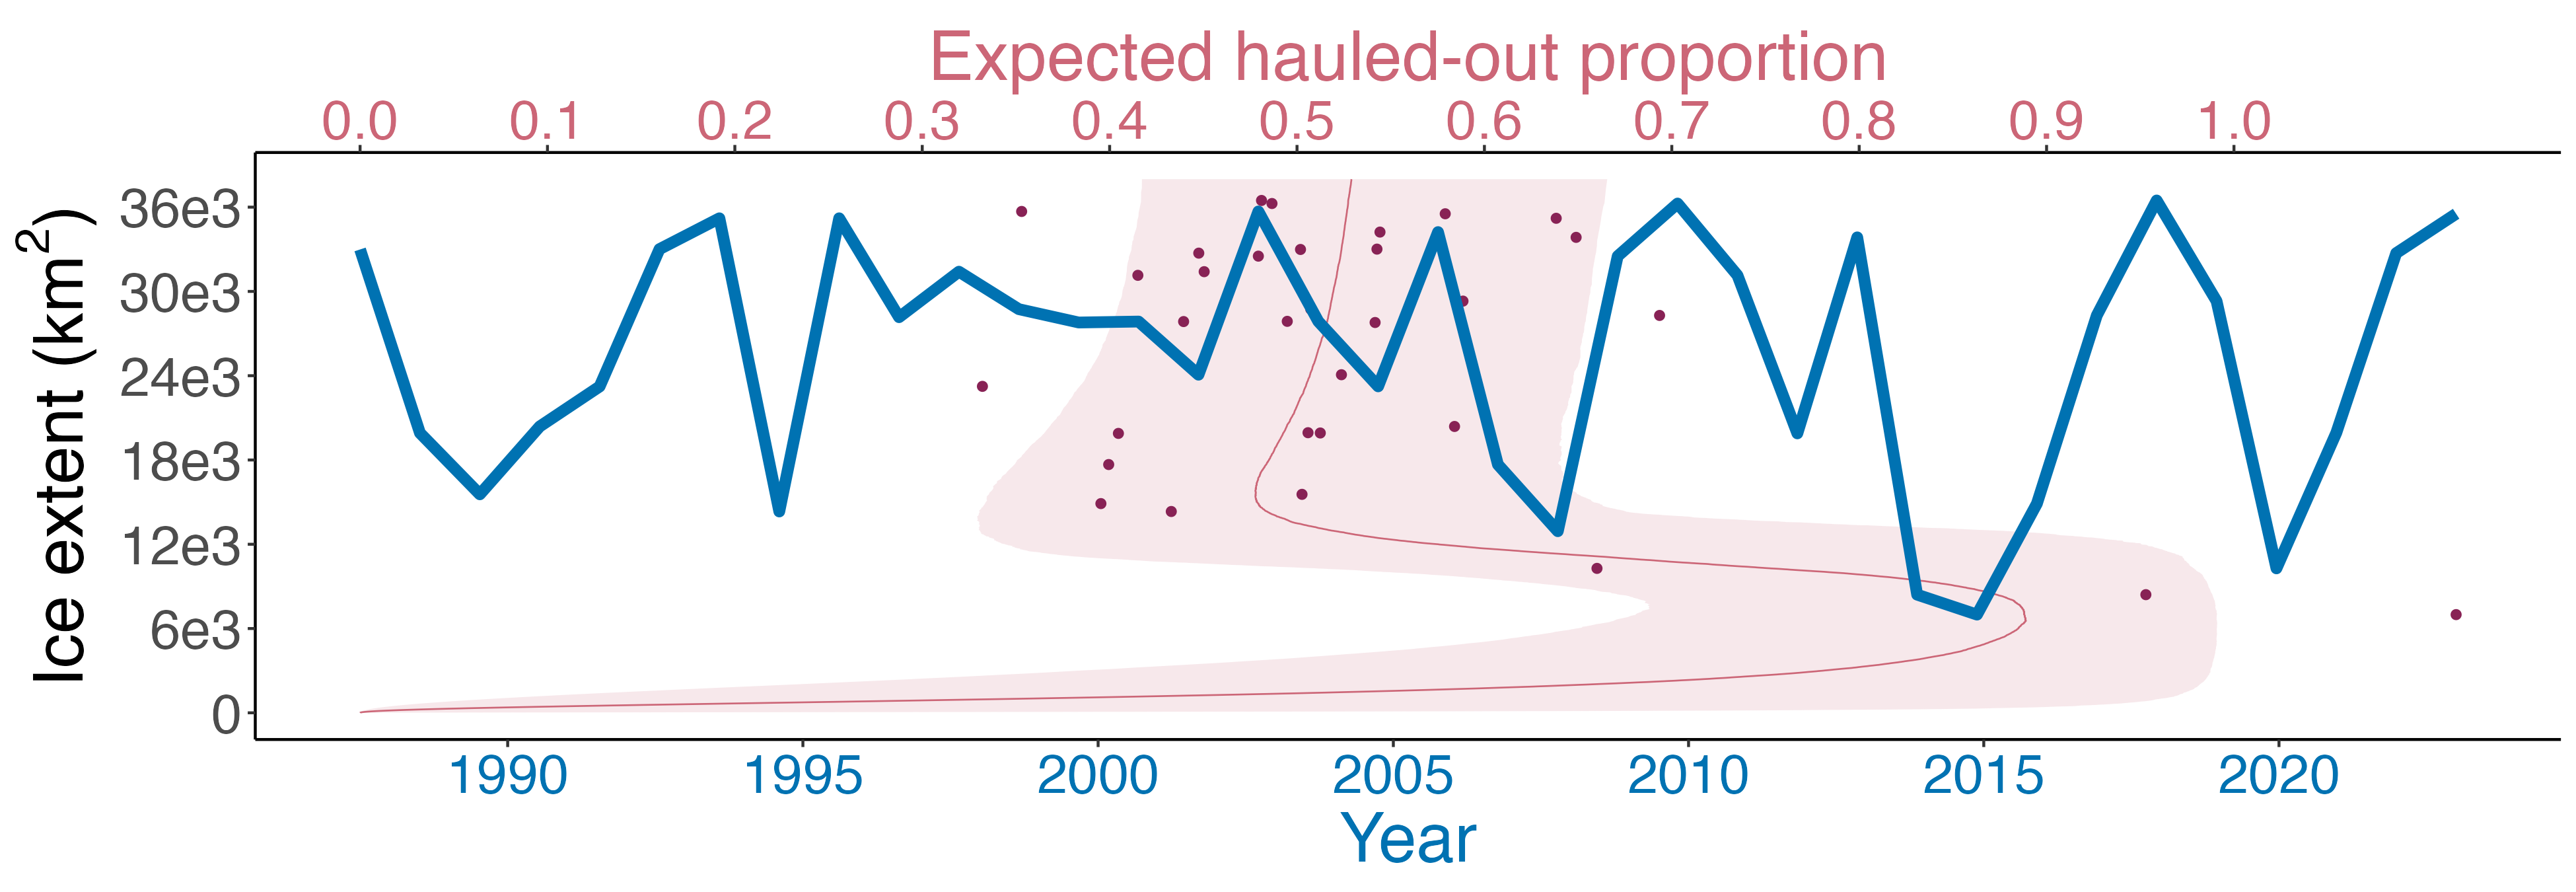 Expected hauled-out proportion
0.0 0.1 0.2 0.3 0.4 0.5 0.6 0.7 0.8 0.9 1.0
Ice extent (km²)
36e3
30e3
24e3
18e3
12e3
6e3
0
1990 1995 2000 2005 2010 2015 2020
Year